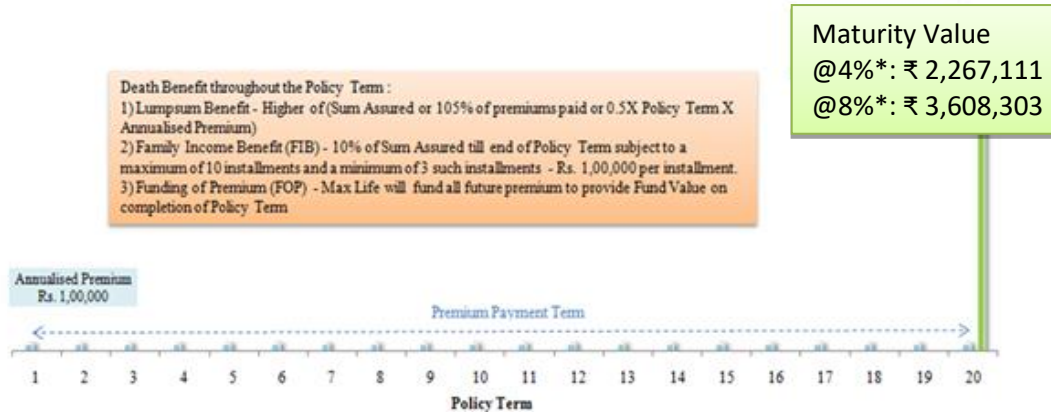 Maturity Value
@4%*: ₹ 2,267,111
@8%*: ₹ 3,608,303
Death Benefit throughout the Policy Term :
1) Lumpsum Benefit - Higher of (Sum Assured or 105% of premiums paid or 0.5X Policy Term X
Annualised Premium)
2) Family Income Benefit (FIB) - 10% of Sum Assured till end of Policy Term subject to a
maximum of 10 installments and a minimum of 3 such installments - Rs. 1,00,000 per installment.
3) Funding of Premium (FOP) - Max Life will fund all future premium to provide Fund Value on
completion of Policy Term
Annualised Premium
Rs. 1,00,000
Premium Payment Term
1 2 3 4 5 6 7 8 9 10 11 12 13 14 15 16 17 18 19 20
Policy Term